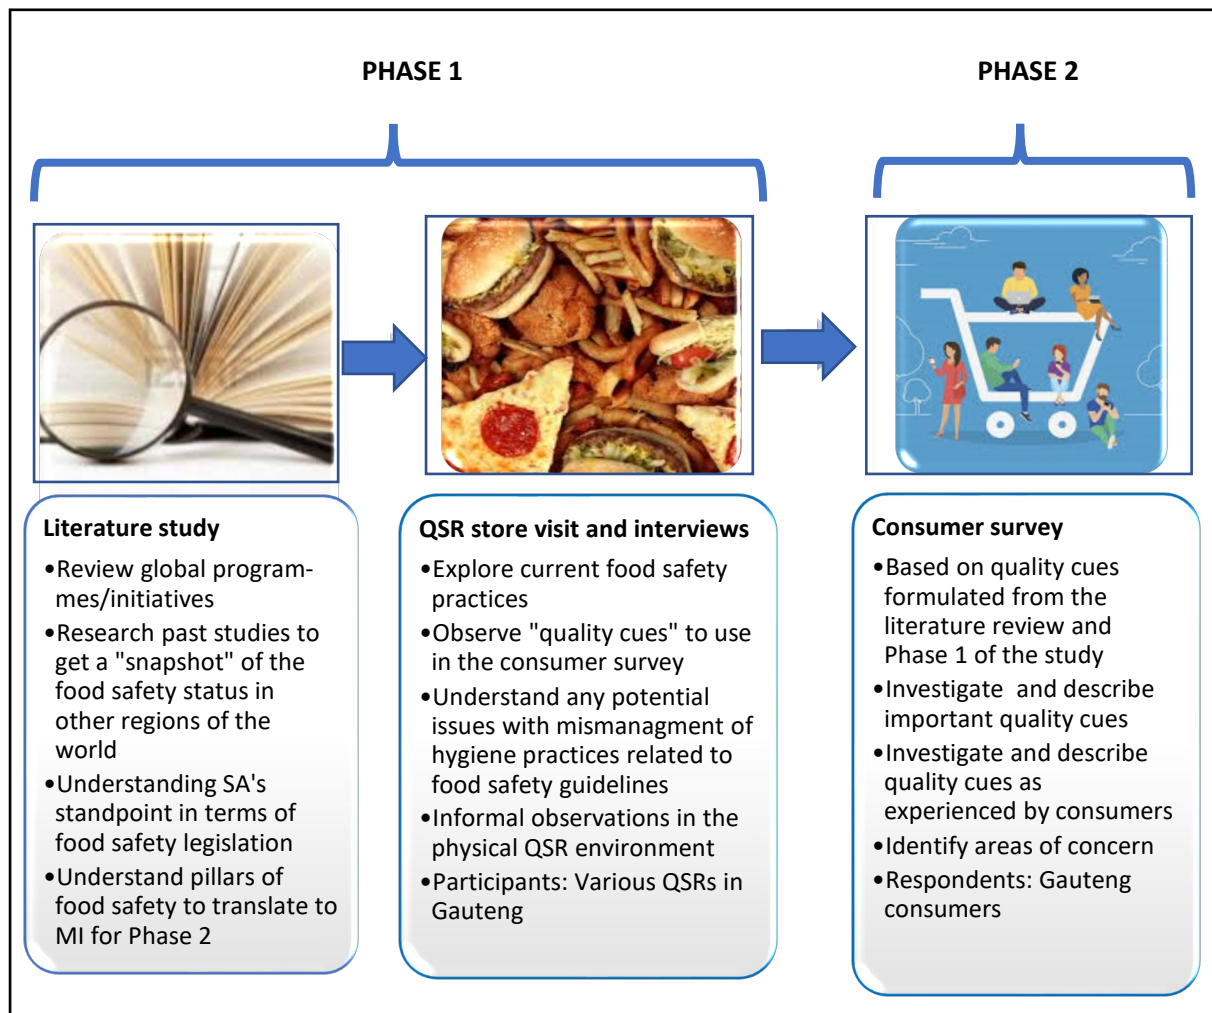 PHASE 1
PHASE 2
Literature study
•Review global program-
mes/initiatives
•Research past studies to
get a "snapshot" of the
food safety status in
other regions of the
world
•Understanding SA's
standpoint in terms of
food safety legislation
•Understand pillars of
food safety to translate to
MI for Phase 2
QSR store visit and interviews
•Explore current food safety
practices
•Observe "quality cues" to use
in the consumer survey
•Understand any potential
issues with mismanagment of
hygiene practices related to
food safety guidelines
•Informal observations in the
physical QSR environment
•Participants: Various QSRs in
Gauteng
Consumer survey
•Based on quality cues
formulated from the
literature review and
Phase 1 of the study
•Investigate and describe
important quality cues
•Investigate and describe
quality cues as
experienced by consumers
•Identify areas of concern
•Respondents: Gauteng
consumers